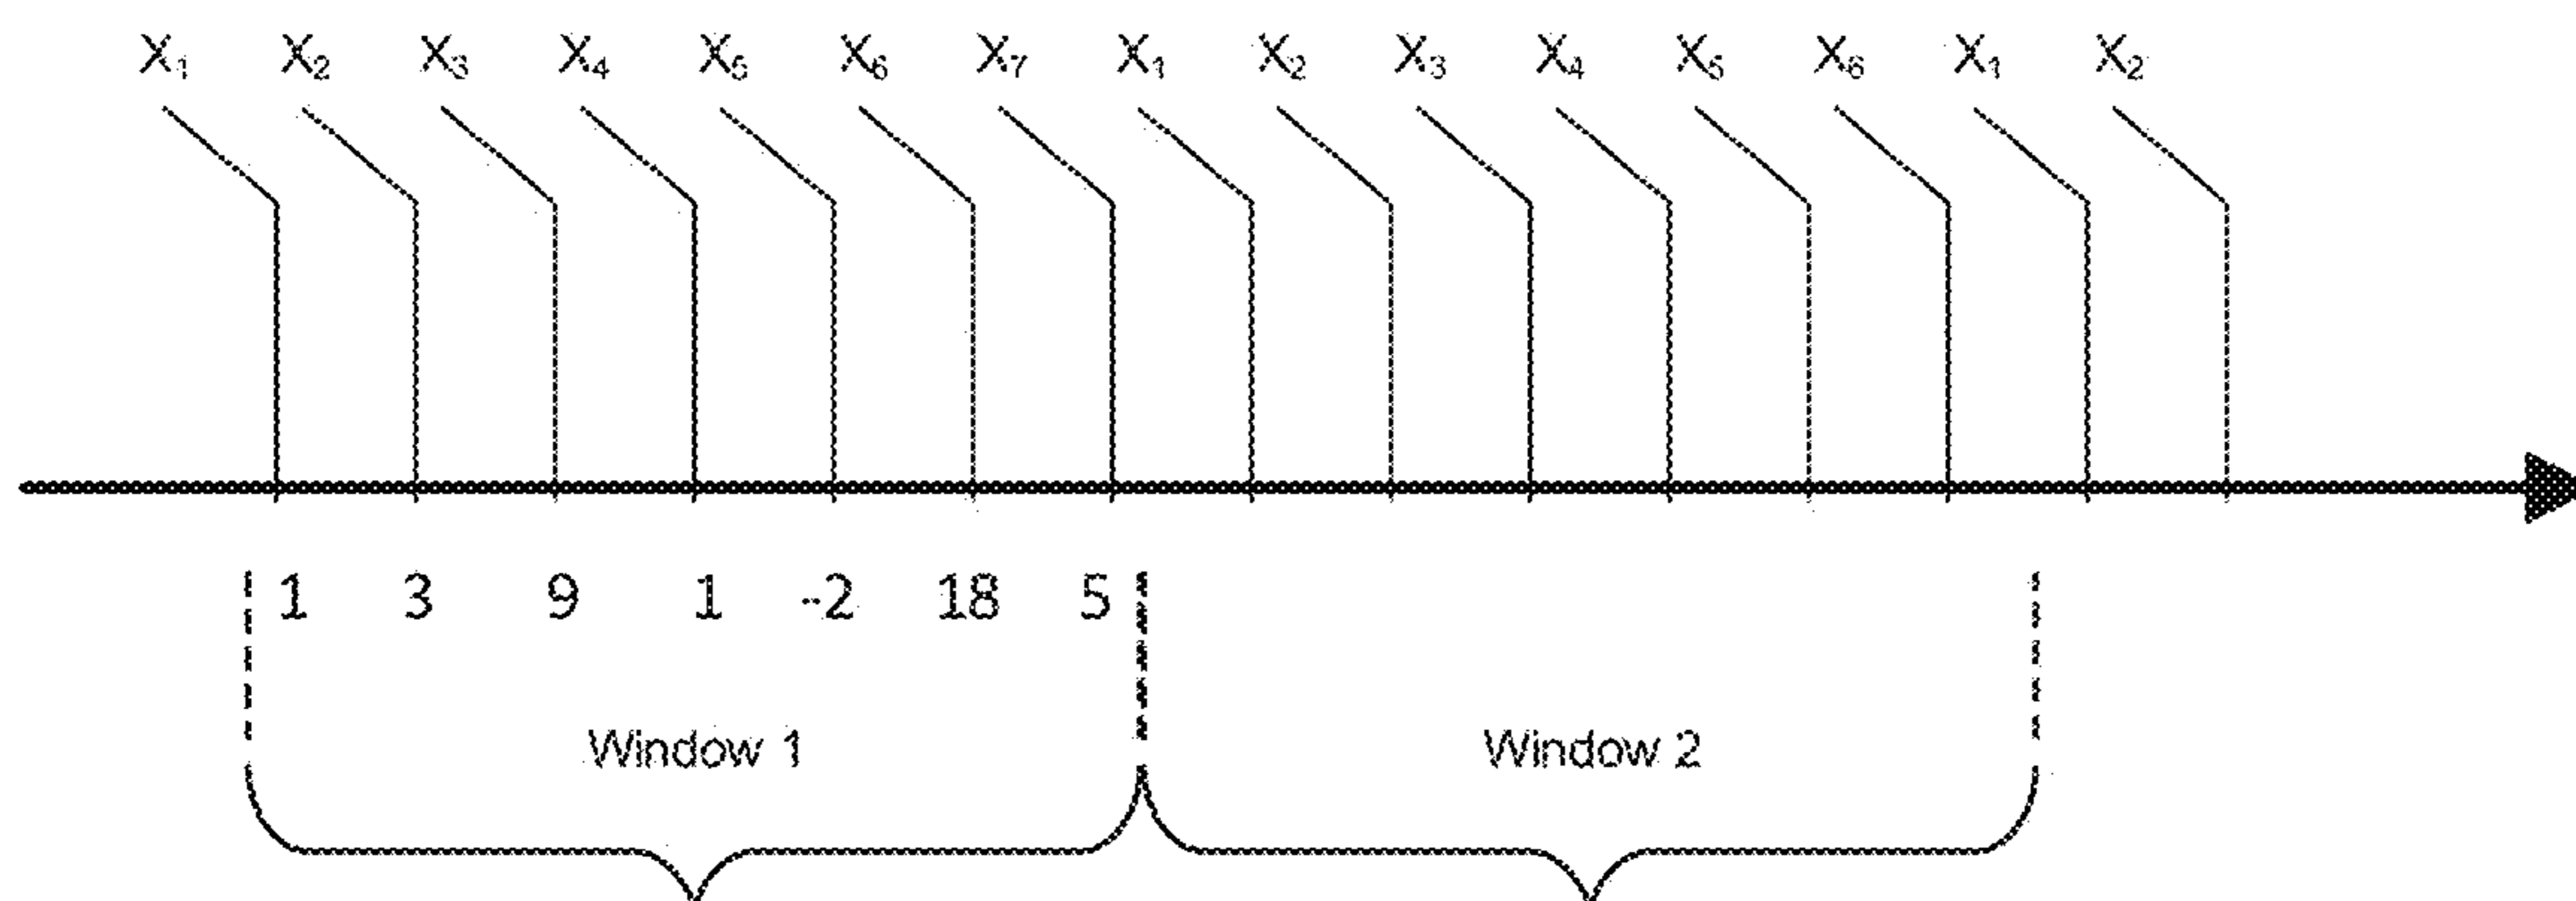 X₁ X₂ X₃ X₄ X₅ X₆ X₇ X₁ X₂ X₃ X₄ X₅ X₆ X₁ X₂
1 3 9 1 -2 18 5
Window 1 Window 2